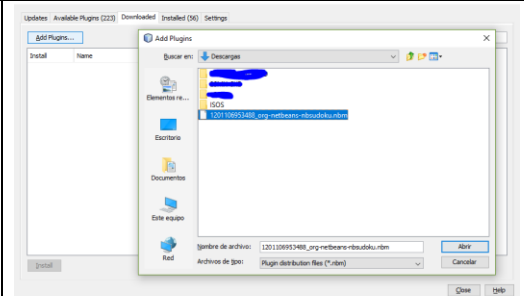 Updates Available Plugins (223) Downloaded Installed (56) Settings
Add Plugins...
Install Name
Add Plugins
Buscar en: Descargas
ISOS
1201106953488_org-netbeans-nbsudoku.nbm
Elementos re...
Escritorio
Documentos
Este equipo
Red
Nombre de archivo: 1201106953488_org-netbeans-nbsudoku.nbm Abrir
Archivos de tipo: Plugin distribution files (*.nbm) Cancelar
Install
Close Help